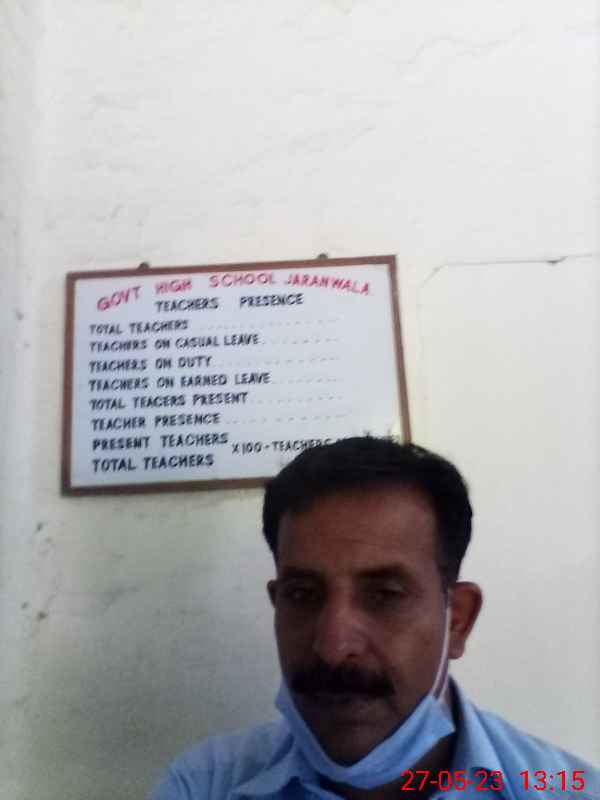 GOVT HIGH SCHOOL JARANWALA
TEACHERS PRESENCE
TOTAL TEACHERS ....................
TEACHERS ON CASUAL LEAVE..........
TEACHERS ON DUTY..................
TEACHERS ON EARNED LEAVE.........
TOTAL TEACERS PRESENT.............
TEACHER PRESENCE ................
PRESENT TEACHERS X100=TEACHERS
TOTAL TEACHERS
27-05-23 13:15